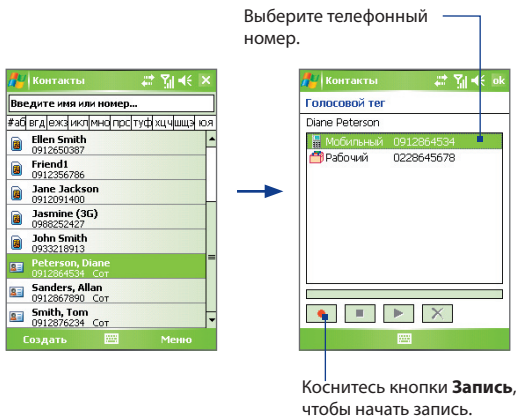 Выберите телефонный
номер.
Контакты
Введите имя или номер...
#аб вгд ежз икл мно прс туф хцч шщэ юя
Ellen Smith
0912650387
Friend1
0912356786
Jane Jackson
0912091400
Jasmine (3G)
0988252427
John Smith
0933218913
Peterson, Diane
0912864534 Сот
Sanders, Allan
0912867890 Сот
Smith, Tom
0912876234 Сот
Создать Меню
Контакты ok
Голосовой тег
Diane Peterson
Мобильный 0912864534
Рабочий 0228645678
Коснитесь кнопки Запись,
чтобы начать запись.